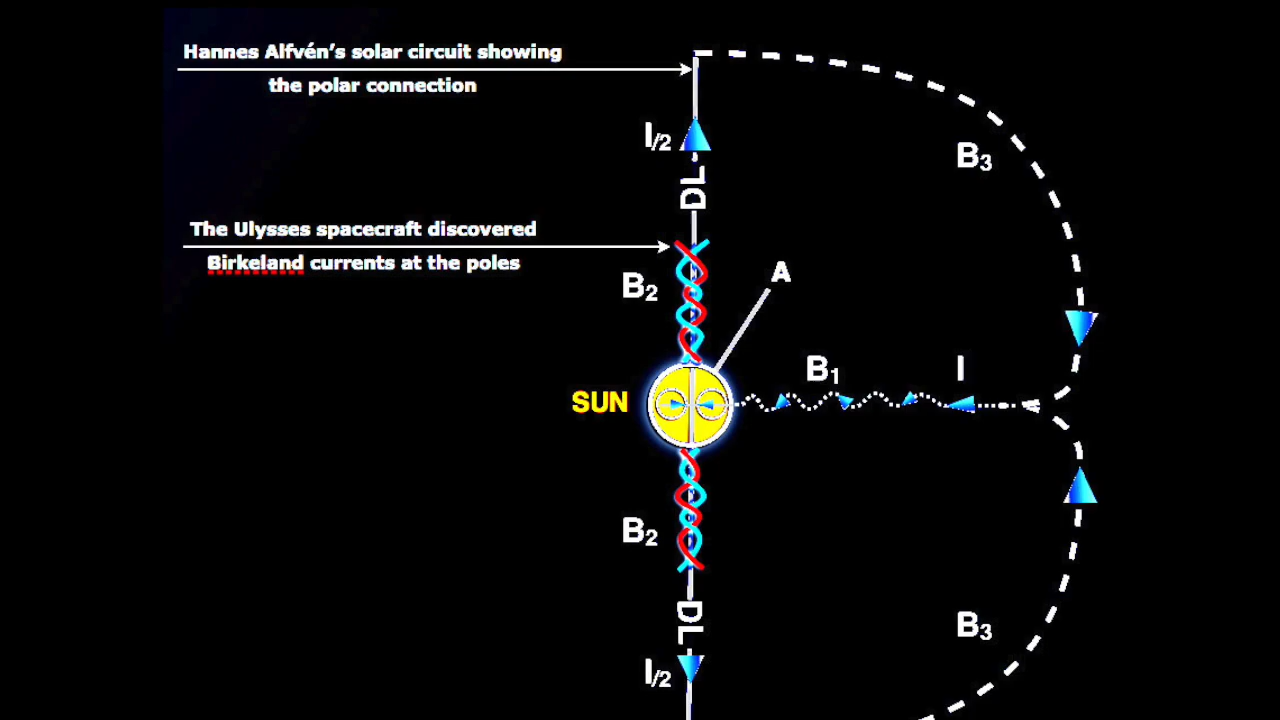 Hannes Alfvén's solar circuit showing
the polar connection
I/2
B3
DL
The Ulysses spacecraft discovered
Birkeland currents at the poles
A
B2
B1
I
SUN
B2
DL
B3
I/2